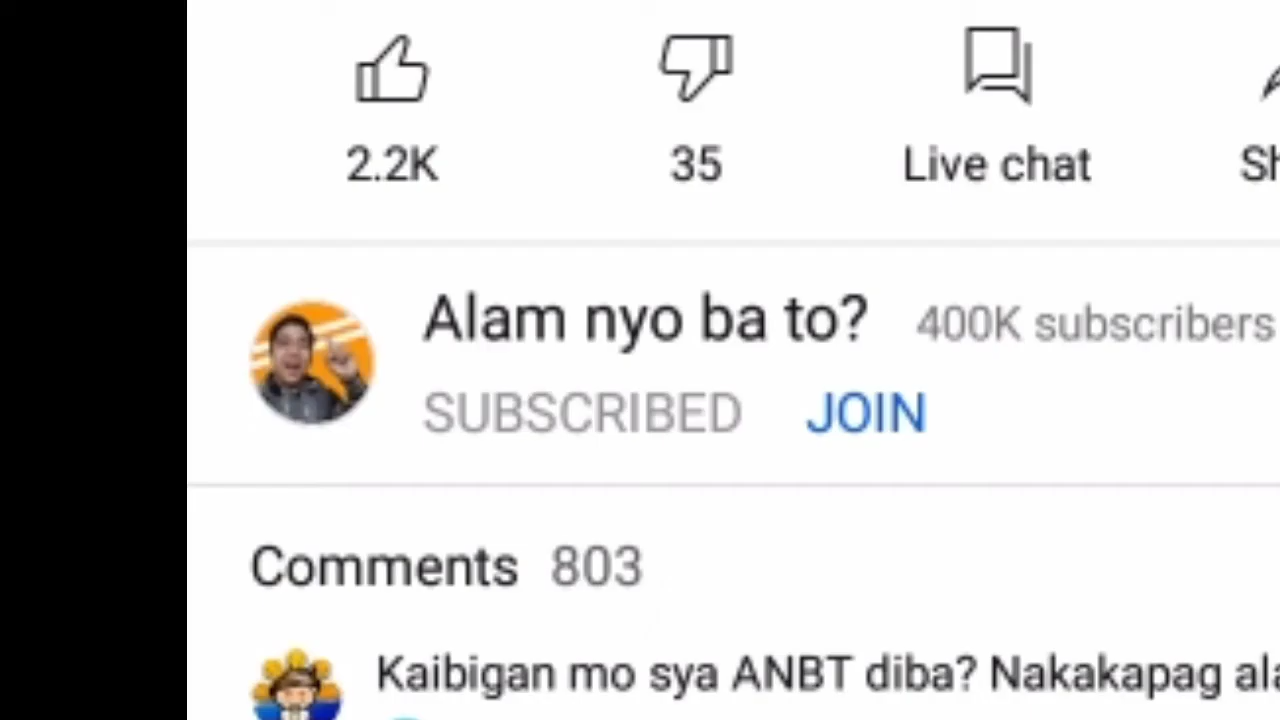 2.2K 35 Live chat
Alam nyo ba to? 400K subscribers
SUBSCRIBED JOIN
Comments 803
Kaibigan mo sya ANBT diba? Nakakapag